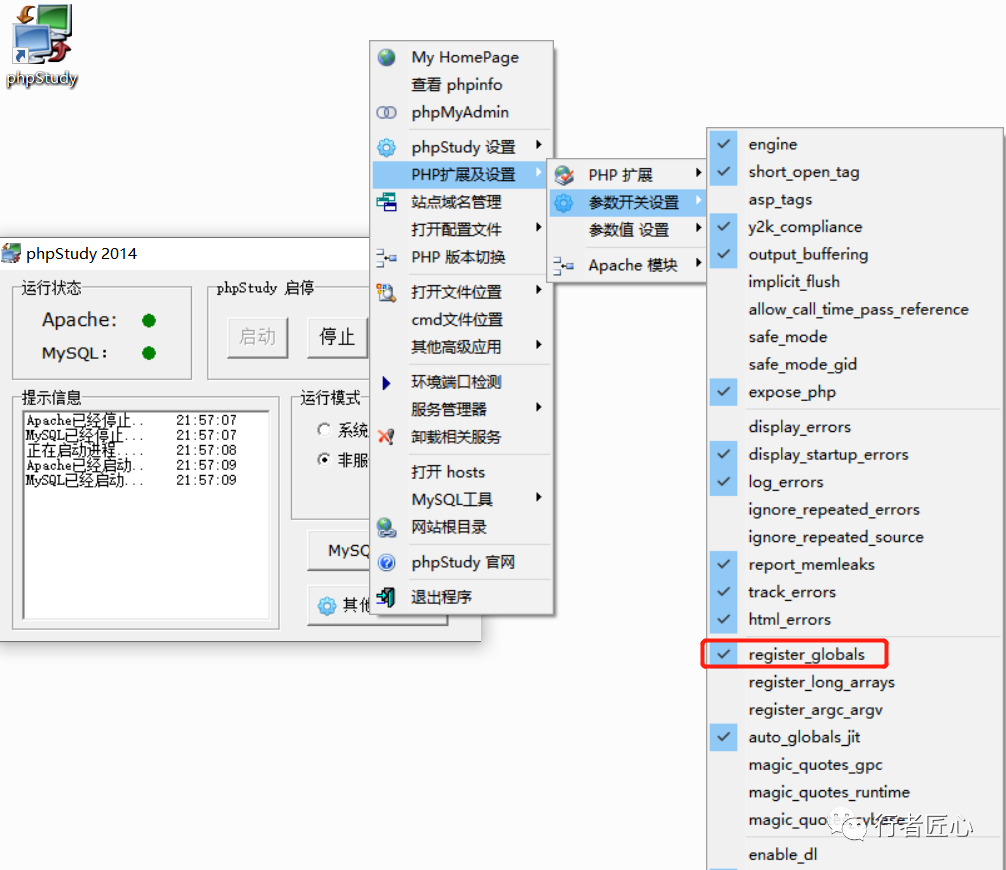 phpStudy
phpStudy 2014
运行状态
Apache:
MySQL:
phpStudy 启停
启动
停止
提示信息
Apache已经停止.. 21:57:07
MySQL已经停止... 21:57:07
正在启动进程.... 21:57:08
Apache已经启动.. 21:57:09
MySQL已经启动... 21:57:09
运行模式
系统
非服
MySQ
其他
My HomePage
查看 phpinfo
phpMyAdmin
phpStudy 设置
PHP扩展及设置
站点域名管理
打开配置文件
PHP 版本切换
打开文件位置
cmd文件位置
其他高级应用
环境端口检测
服务管理器
卸载相关服务
打开 hosts
MySQL工具
网站根目录
phpStudy 官网
退出程序
PHP 扩展
参数开关设置
参数值 设置
Apache 模块
engine
short_open_tag
asp_tags
y2k_compliance
output_buffering
implicit_flush
allow_call_time_pass_reference
safe_mode
safe_mode_gid
expose_php
display_errors
display_startup_errors
log_errors
ignore_repeated_errors
ignore_repeated_source
report_memleaks
track_errors
html_errors
register_globals
register_long_arrays
register_argc_argv
auto_globals_jit
magic_quotes_gpc
magic_quotes_runtime
行者匠心
enable_dl